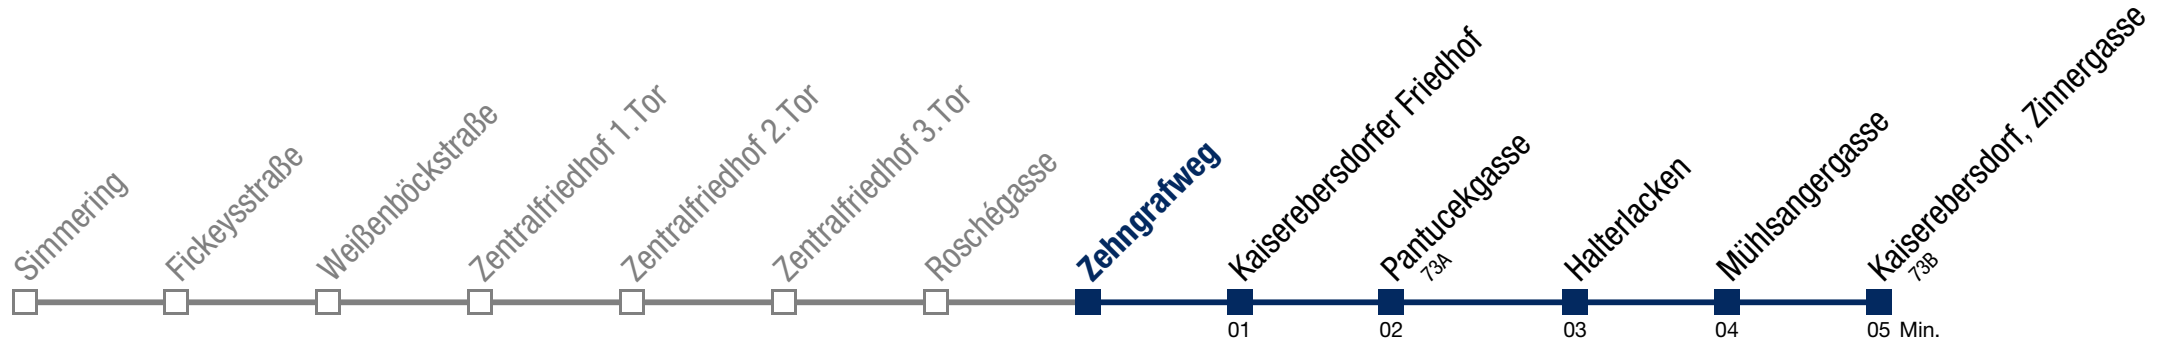 Simmering
Fickeysstraße
Weißenböckstraße
Zentralfriedhof 1.Tor
Zentralfriedhof 2.Tor
Zentralfriedhof 3.Tor
Roschégasse
Zehngrafweg
Kaiserebersdorfer Friedhof
Pantucekgasse
73A
Halterlacken
Mühlsangergasse
Kaiserebersdorf, Zinnergasse
73B
01 02 03 04 05 Min.